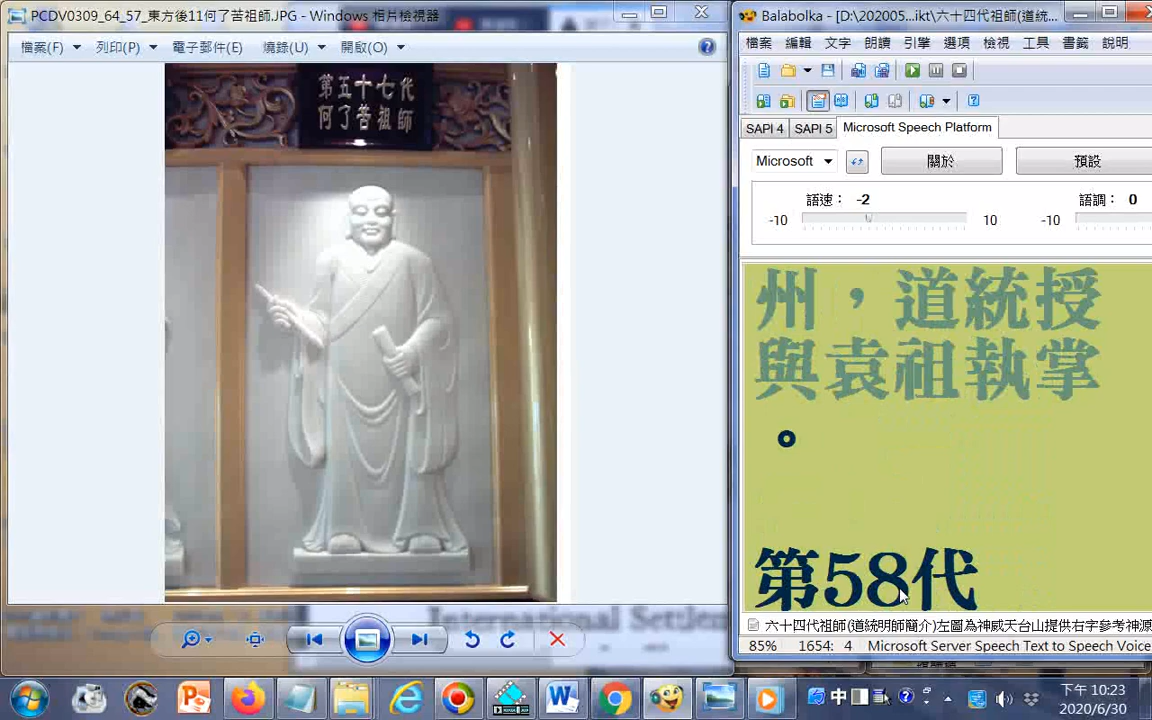 PCDV0309_64_57_東方後11何了苦祖師.JPG - Windows 相片檢視器
檔案(F) 列印(P) 電子郵件(E) 燒錄(U) 開啟(O)
第五十七代
何了苦祖師
Balabolka - [D:\202005...ikt\六十四代祖師(道統...
檔案 編輯 文字 朗讀 引擎 選項 檢視 工具 書籤 說明
SAPI 4 SAPI 5 Microsoft Speech Platform
Microsoft 關於 預設
語速: -2 語調: 0
-10 10 -10
州，道統授
與袁祖執掌
。
第58代
International Settlem
六十四代祖師(道統明師簡介)左圖為神威天台山提供右字參考神源
85% 1654: 4 Microsoft Server Speech Text to Speech Voice
中
下午 10:23
2020/6/30